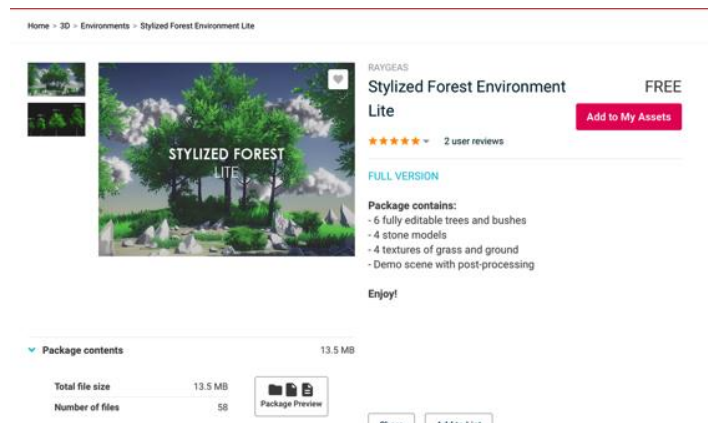 Home > 3D > Environments > Stylized Forest Environment Lite
STYLIZED FOREST
LITE
RAYGEAS
Stylized Forest Environment
Lite
FREE
Add to My Assets
2 user reviews
FULL VERSION
Package contains:
- 6 fully editable trees and bushes
- 4 stone models
- 4 textures of grass and ground
- Demo scene with post-processing
Enjoy!
Package contents 13.5 MB
Total file size 13.5 MB
Number of files 58
Package Preview